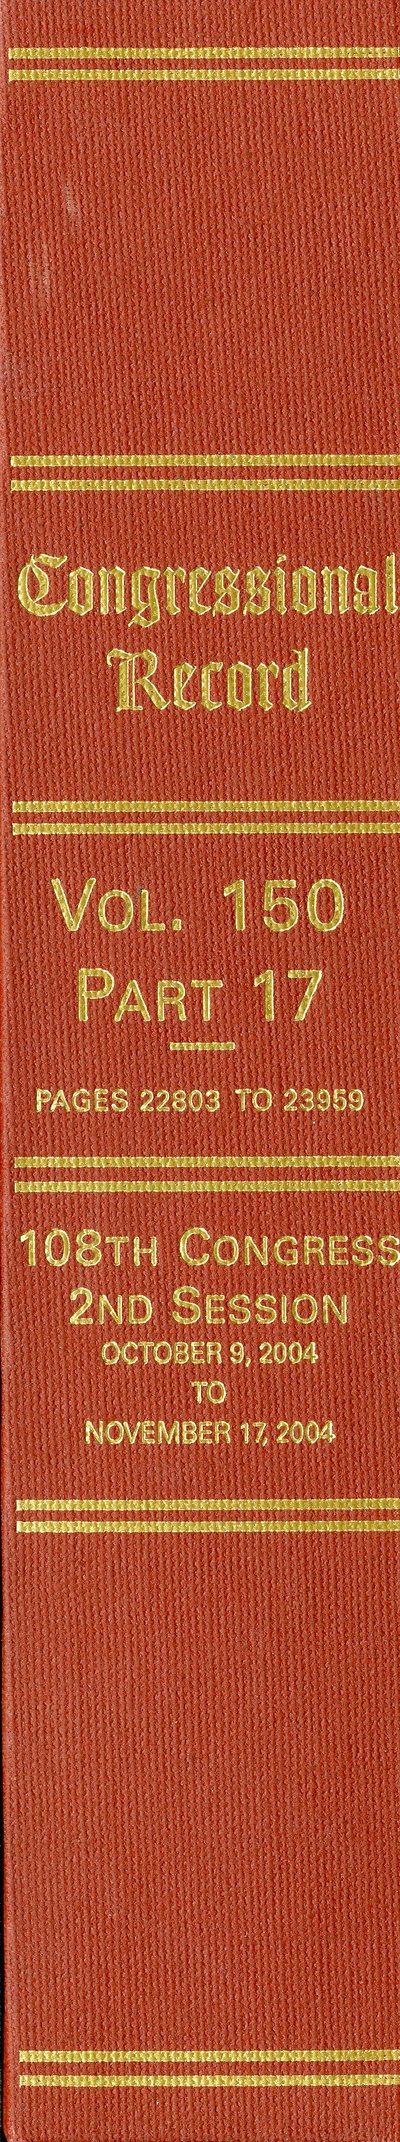 Congressional
Record
VOL. 150
PART 17
PAGES 22803 TO 23959
108TH CONGRESS
2ND SESSION
OCTOBER 9, 2004
TO
NOVEMBER 17, 2004